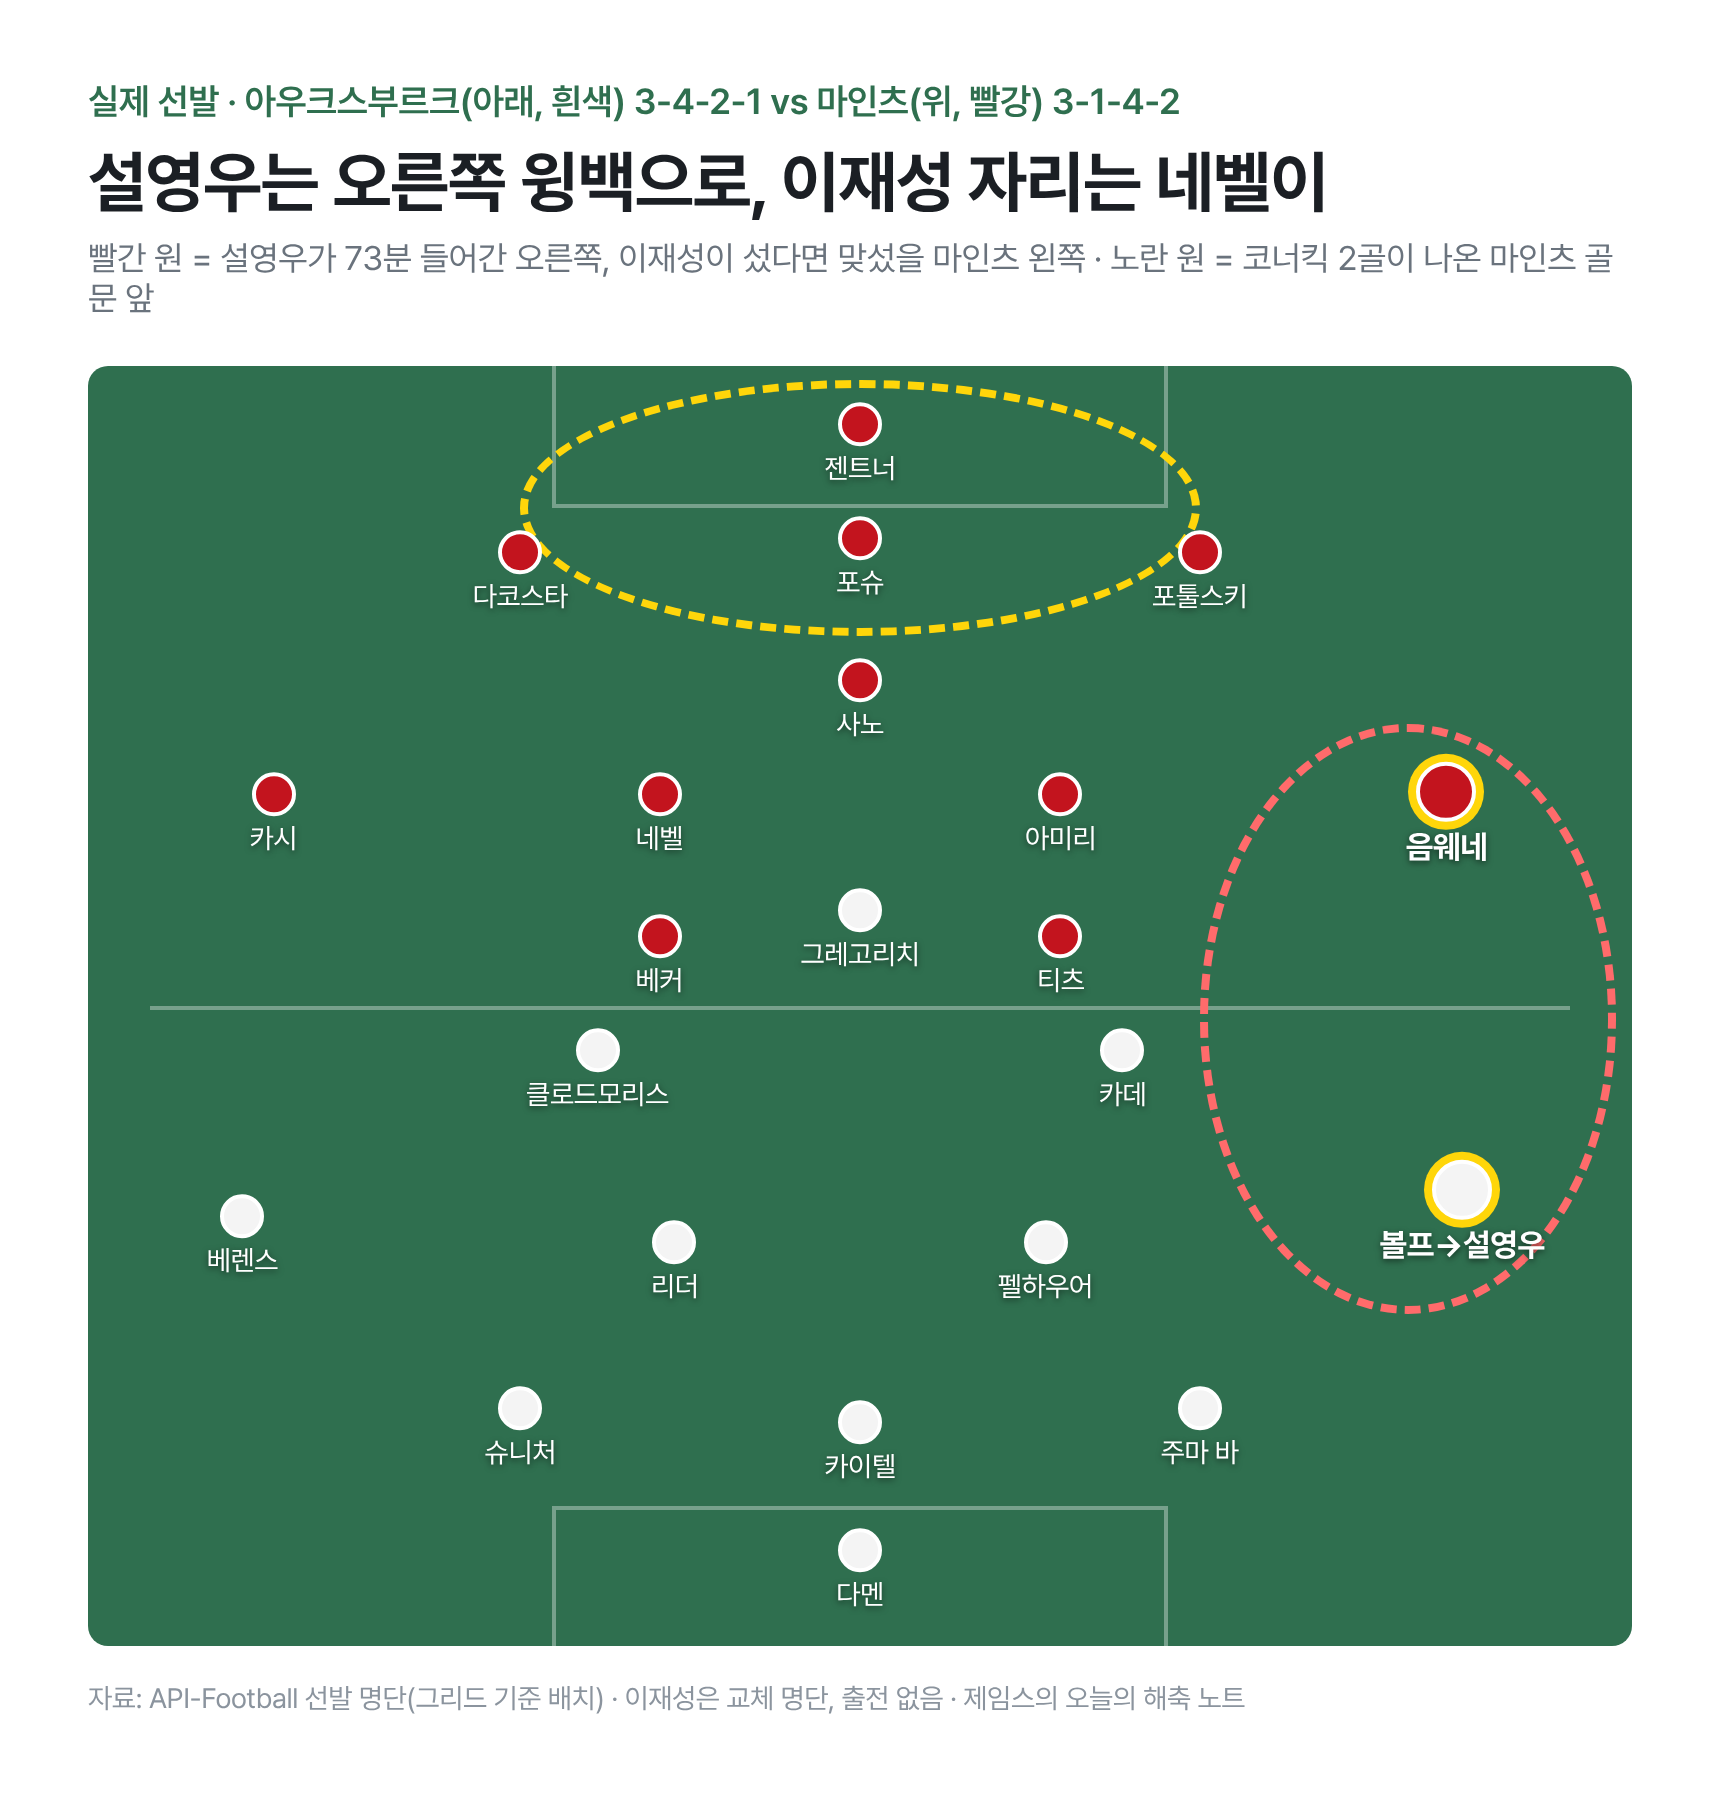 실제 선발 · 아우크스부르크(아래, 흰색) 3-4-2-1 vs 마인츠(위, 빨강) 3-1-4-2
설영우는 오른쪽 윙백으로, 이재성 자리는 네벨이
빨간 원 = 설영우가 73분 들어간 오른쪽, 이재성이 섰다면 맞섰을 마인츠 왼쪽 · 노란 원 = 코너킥 2골이 나온 마인츠 골
문 앞
젠트너
다코스타
포슈
포툴스키
사노
카시
네벨
아미리
음웨네
그레고리치
베커
티츠
클로드모리스
카데
베렌스
리더
펠하우어
볼프→설영우
슈니처
카이텔
주마 바
다멘
자료: API-Football 선발 명단(그리드 기준 배치) · 이재성은 교체 명단, 출전 없음 · 제임스의 오늘의 해축 노트